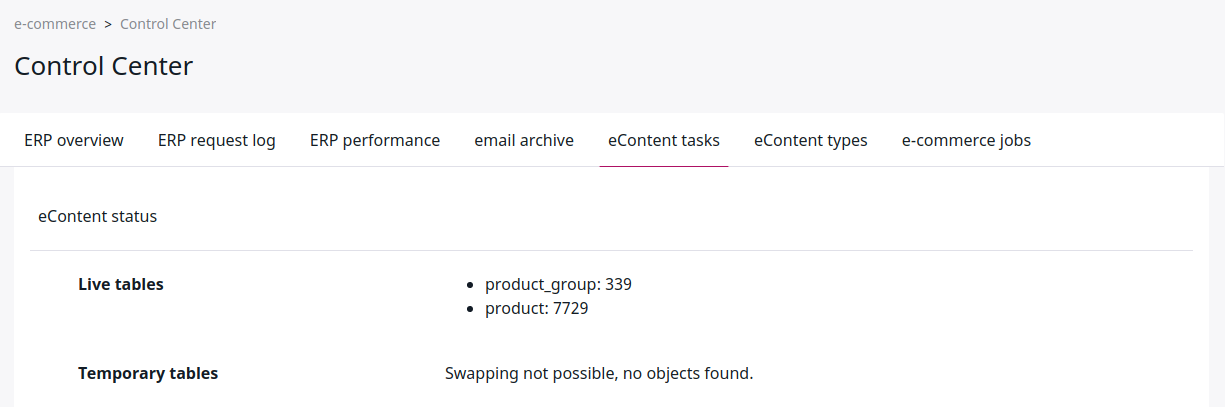 e-commerce > Control Center
Control Center
ERP overview ERP request log ERP performance email archive eContent tasks eContent types e-commerce jobs
eContent status
Live tables • product_group: 339
• product: 7729
Temporary tables Swapping not possible, no objects found.